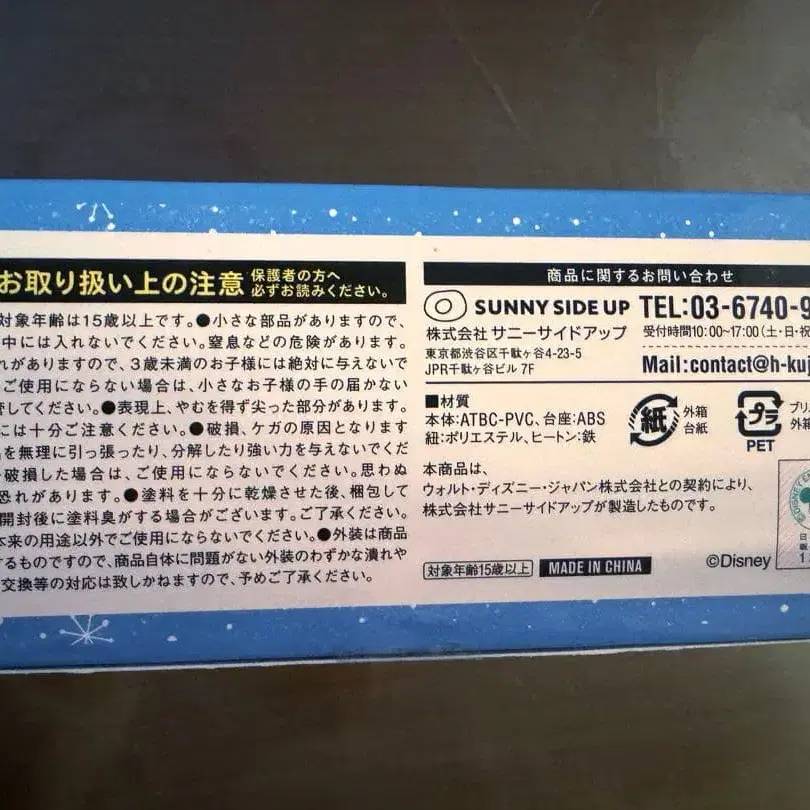 お取り扱い上の注意 保護者の方へ 必ずお読みください。
対象年齢は15歳以上です。●小さな部品がありますので、
中には入れないでください。窒息などの危険があります。
れがありますので、3歳未満のお子様には絶対に与えないで
ご使用にならない場合は、小さなお子様の手の届かない
してください。●表現上、やむを得ず尖った部分があります。
には十分ご注意ください。●破損、ケガの原因となります
を無理に引っ張ったり、分解したり強い力を与えないでくだ
破損した場合は、ご使用にならないでください。思わぬ
恐れがあります。●塗料を十分に乾燥させた後、梱包して
開封後に塗料臭がする場合がございます。ご了承ください。
本来の用途以外でご使用にならないでください。●外装は商品
するものですので、商品自体に問題がない外装のわずかな潰れや
交換等の対応は致しかねますので、予めご了承ください。
商品に関するお問い合わせ
SUNNY SIDE UP TEL:03-6740-9
株式会社 サニーサイドアップ 受付時間10:00~17:00(土・日・祝
東京都渋谷区千駄ヶ谷4-23-5
JPR千駄ヶ谷ビル 7F
Mail:contact@h-kuj
■材質
本体:ATBC-PVC、台座:ABS
紐:ポリエステル、ヒートン:鉄
紙 外箱 台紙
プラ PET
外箱
本商品は、
ウォルト・ディズニー・ジャパン株式会社との契約により、
株式会社サニーサイドアップが製造したものです。
対象年齢15歳以上 MADE IN CHINA ©Disney